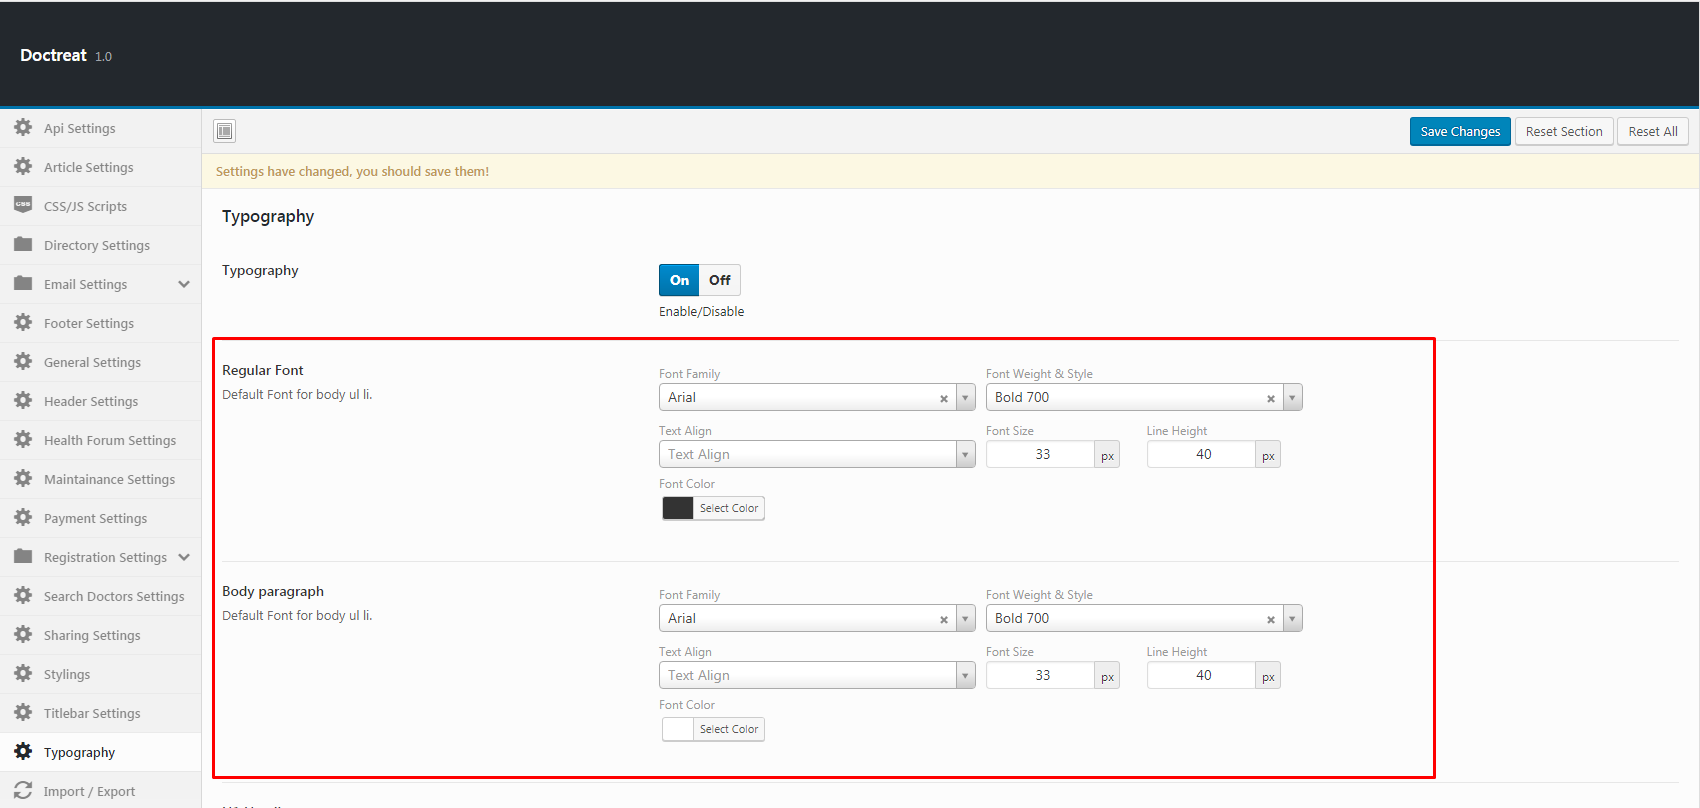 Doctreat 1.0
Api Settings
Article Settings
CSS/JS Scripts
Directory Settings
Email Settings
Footer Settings
General Settings
Header Settings
Health Forum Settings
Maintainance Settings
Payment Settings
Registration Settings
Search Doctors Settings
Sharing Settings
Stylings
Titlebar Settings
Typography
Import / Export
Save Changes Reset Section Reset All
Settings have changed, you should save them!
Typography
Typography
On Off
Enable/Disable
Regular Font
Default Font for body ul li.
Font Family Font Weight & Style
Arial × Bold 700 ×
Text Align Font Size Line Height
Text Align 33 px 40 px
Font Color
Select Color
Body paragraph
Default Font for body ul li.
Font Family Font Weight & Style
Arial × Bold 700 ×
Text Align Font Size Line Height
Text Align 33 px 40 px
Font Color
Select Color